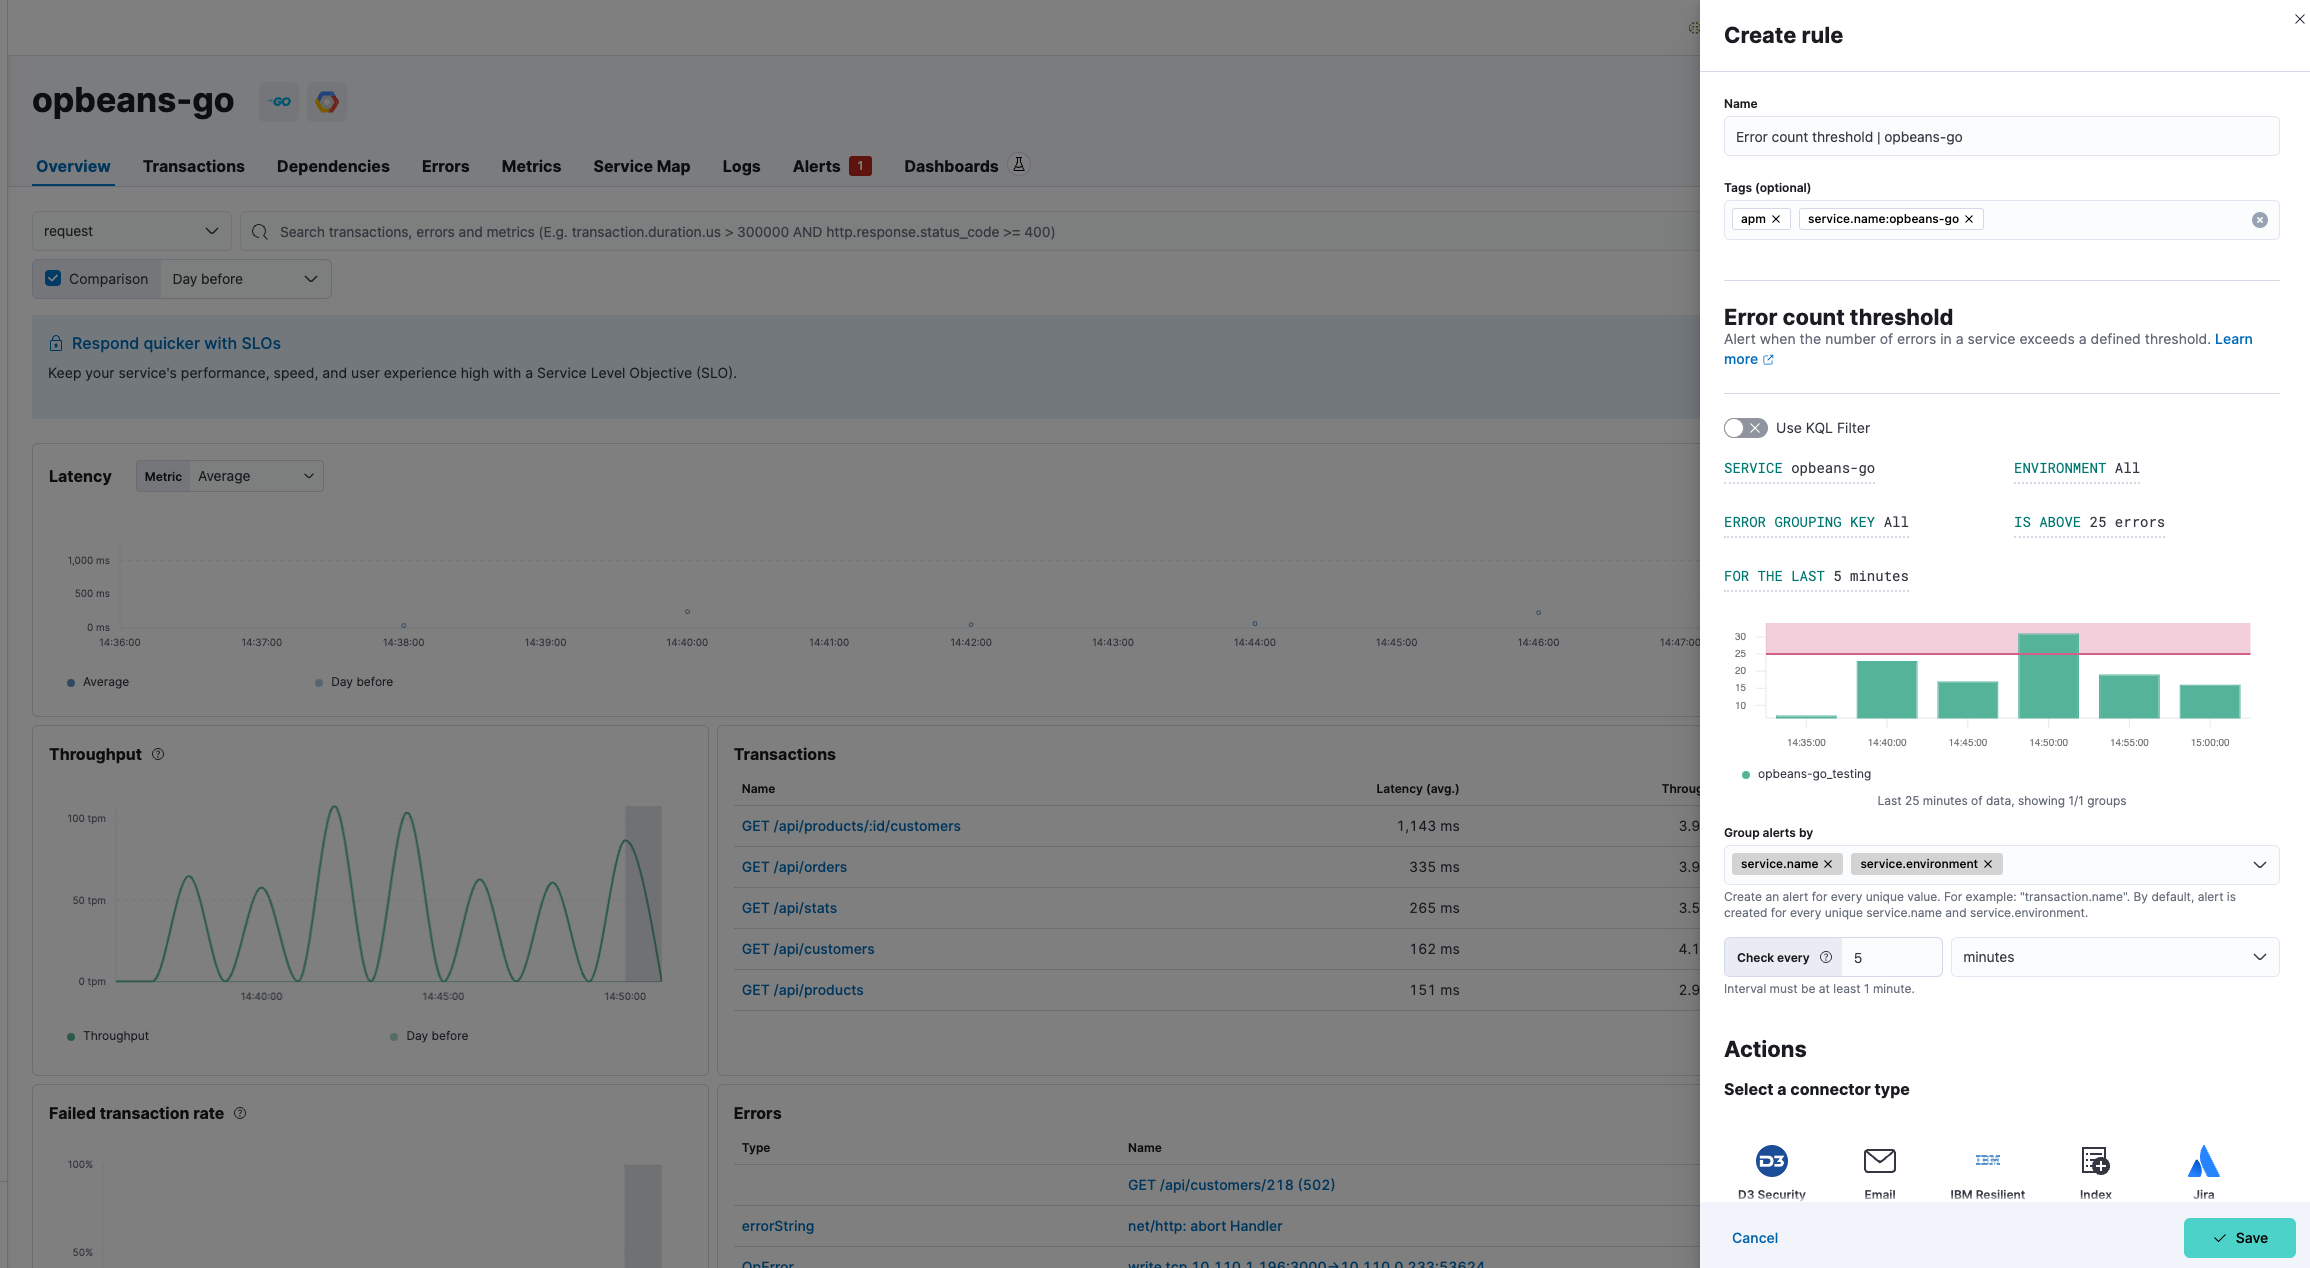 opbeans-go
GO
Overview
Transactions
Dependencies
Errors
Metrics
Service Map
Logs
Alerts 1
Dashboards
request
Search transactions, errors and metrics (E.g. transaction.duration.us > 300000 AND http.response.status_code >= 400)
Comparison
Day before
Respond quicker with SLOs
Keep your service's performance, speed, and user experience high with a Service Level Objective (SLO).
Latency
Metric
Average
1,000 ms
500 ms
0 ms
14:36:00
14:37:00
14:38:00
14:39:00
14:40:00
14:41:00
14:42:00
14:43:00
14:44:00
14:45:00
14:46:00
14:47:00
Average
Day before
Throughput
100 tpm
50 tpm
0 tpm
14:40:00
14:45:00
14:50:00
Throughput
Day before
Transactions
Name
Latency (avg.)
GET /api/products/:id/customers
1,143 ms
3.9
GET /api/orders
335 ms
3.9
GET /api/stats
265 ms
3.5
GET /api/customers
162 ms
4.1
GET /api/products
151 ms
2.9
Failed transaction rate
100%
50%
Errors
Type
Name
GET /api/customers/218 (502)
errorString
net/http: abort Handler
OpError
write tcp 10.110.1.196:3000->10.110.0.233:53624
Create rule
Name
Error count threshold | opbeans-go
Tags (optional)
apm
service.name:opbeans-go
Error count threshold
Alert when the number of errors in a service exceeds a defined threshold. Learn
more
Use KQL Filter
SERVICE opbeans-go
ENVIRONMENT All
ERROR GROUPING KEY All
IS ABOVE 25 errors
FOR THE LAST 5 minutes
30
25
20
15
10
14:35:00
14:40:00
14:45:00
14:50:00
14:55:00
15:00:00
opbeans-go_testing
Last 25 minutes of data, showing 1/1 groups
Group alerts by
service.name
service.environment
Create an alert for every unique value. For example: "transaction.name". By default, alert is
created for every unique service.name and service.environment.
Check every
5
minutes
Interval must be at least 1 minute.
Actions
Select a connector type
D3
IBM
D3 Security
Email
IBM Resilient
Index
Jira
Cancel
Save